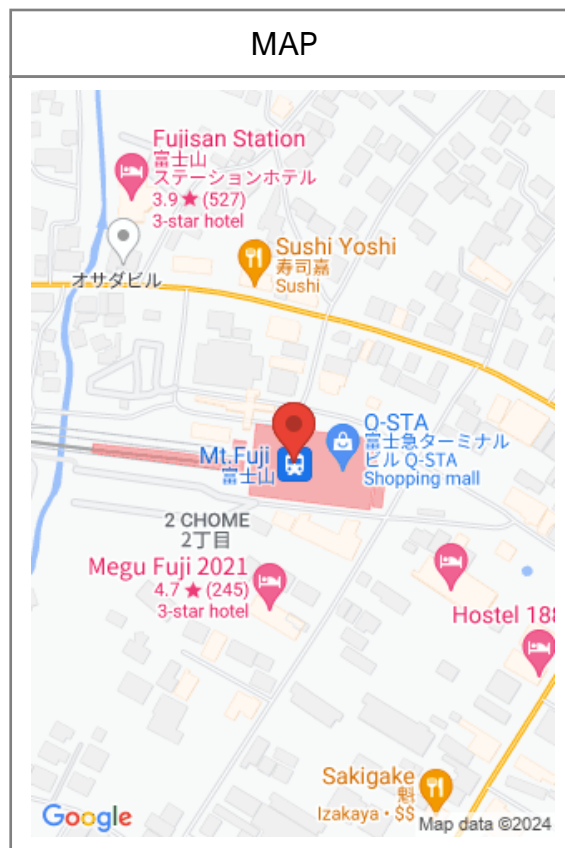 MAP
Fujisan Station
富士山
ステーションホテル
3.9 ★ (527)
3-star hotel
オサダビル
Sushi Yoshi
寿司嘉
Sushi
Q-STA
富士急ターミナル
ビル Q-STA
Shopping mall
Mt.Fuji
富士山
2 CHOME
2丁目
Megu Fuji 2021
4.7 ★ (245)
3-star hotel
Hostel 188
Sakigake
魁
Izakaya · $$
Google
Map data ©2024